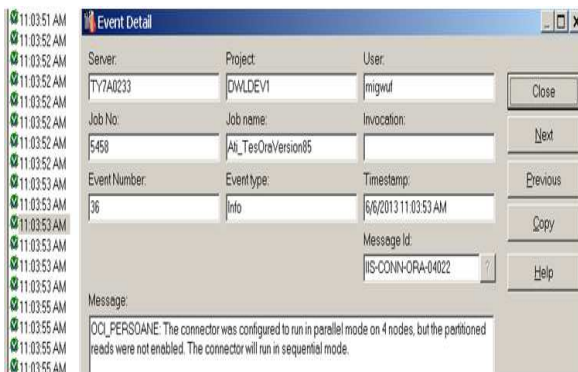 11:03:51 AM
11:03:52 AM
11:03:52 AM
11:03:52 AM
11:03:52 AM
11:03:52 AM
11:03:52 AM
11:03:52 AM
11:03:53 AM
11:03:53 AM
11:03:53 AM
11:03:53 AM
11:03:53 AM
11:03:53 AM
11:03:55 AM
11:03:55 AM
11:03:55 AM
11:03:55 AM
Event Detail
Server: Project: User:
TY7A0233 DWLDEV1 migwuf
Close
Job No: Job name: Invocation:
5458 Ati_TesOraVersion85
Next
Event Number: Event type: Timestamp:
36 Info 6/6/2013 11:03:53 AM
Previous
Message Id:
IIS-CONN-ORA-04022 ?
Copy
Help
Message:
OCI_PERSOANE: The connector was configured to run in parallel mode on 4 nodes, but the partitioned
reads were not enabled. The connector will run in sequential mode.